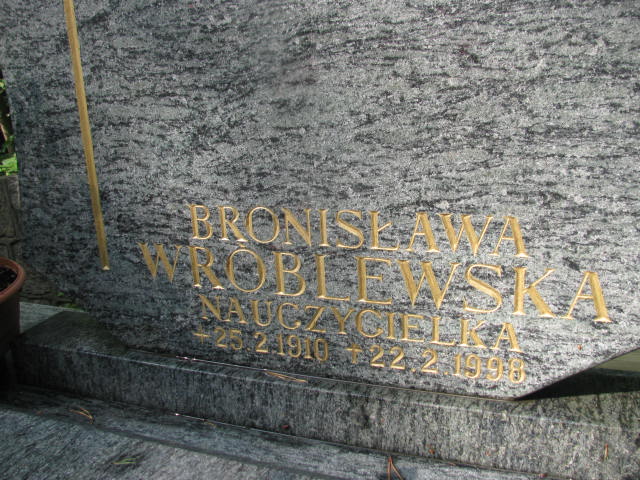 BRONISŁAWA
WRÓBLEWSKA
NAUCZYCIELKA
+25.2.1910 +22.2.1998